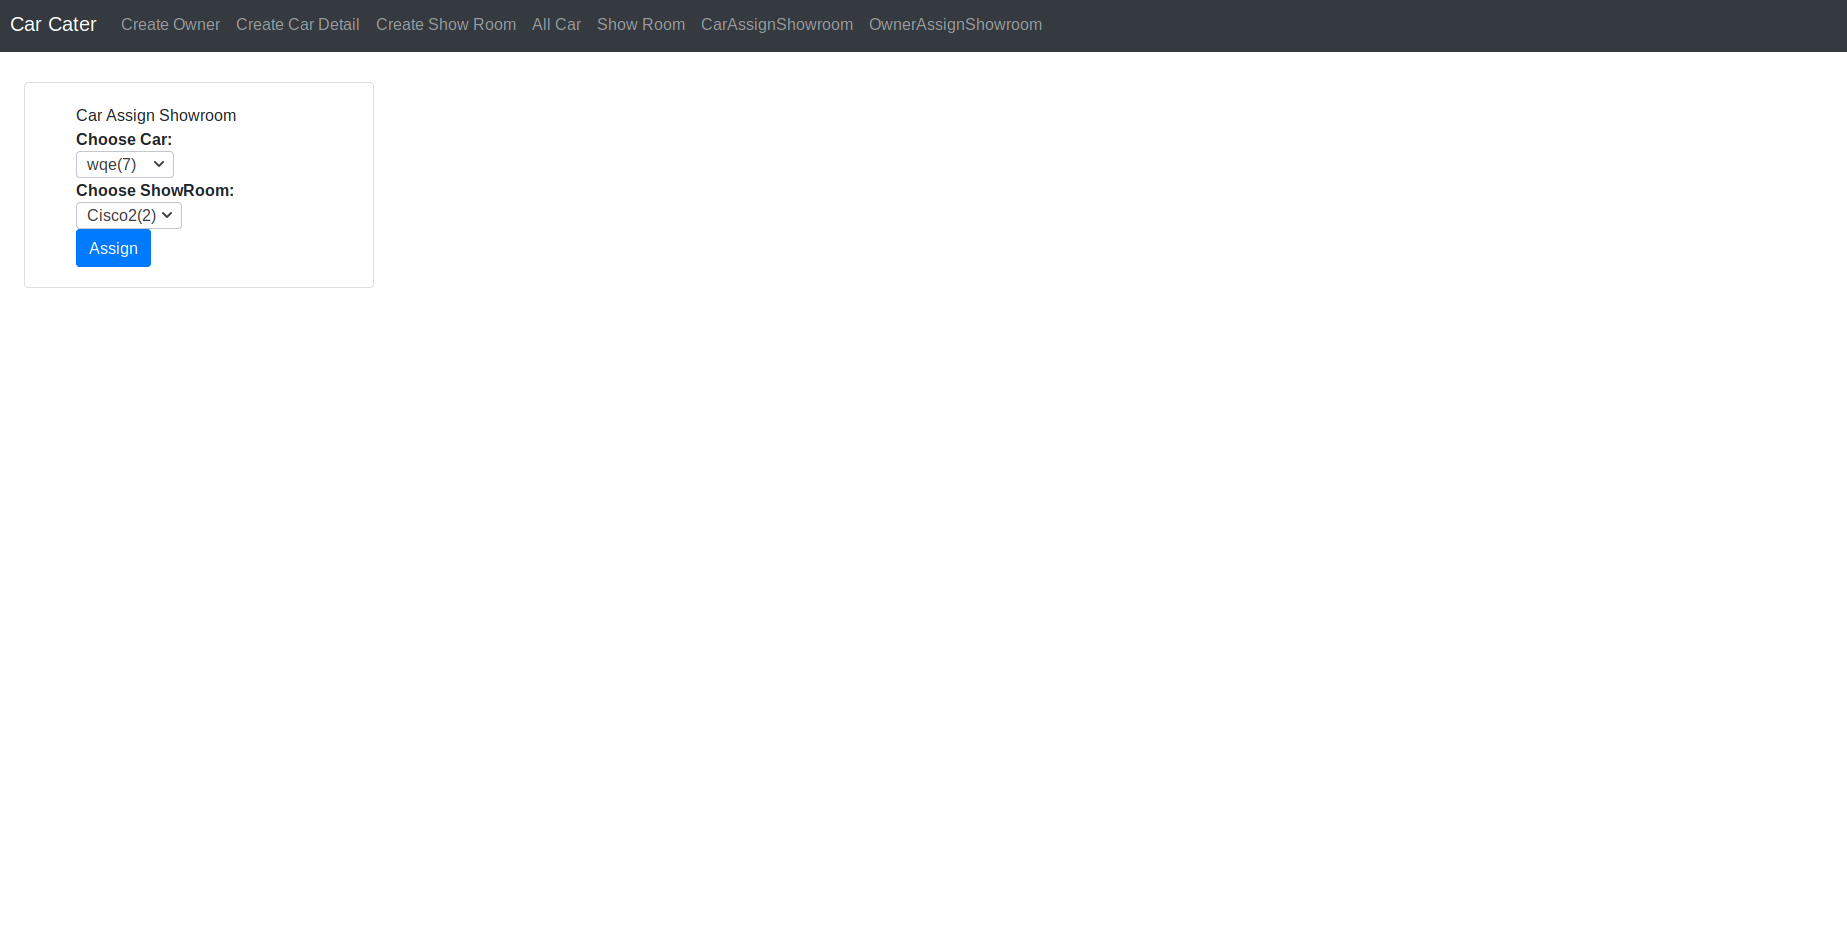 Car Cater Create Owner Create Car Detail Create Show Room All Car Show Room CarAssignShowroom OwnerAssignShowroom
Car Assign Showroom
Choose Car:
wqe(7)
Choose ShowRoom:
Cisco2(2)
Assign